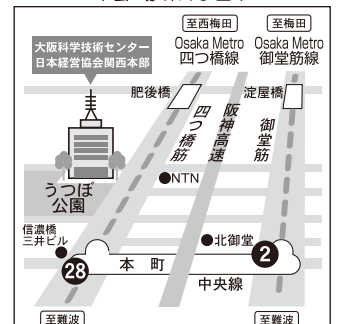 至西梅田
至梅田
大阪科学技術センター
日本経営協会関西本部
Osaka Metro
四つ橋線
Osaka Metro
御堂筋線
肥後橋
淀屋橋
四つ橋筋
阪神高速
御堂筋
NTN
うつぼ
公園
信濃橋
三井ビル
北御堂
28
2
本町
中央線
至難波
至難波